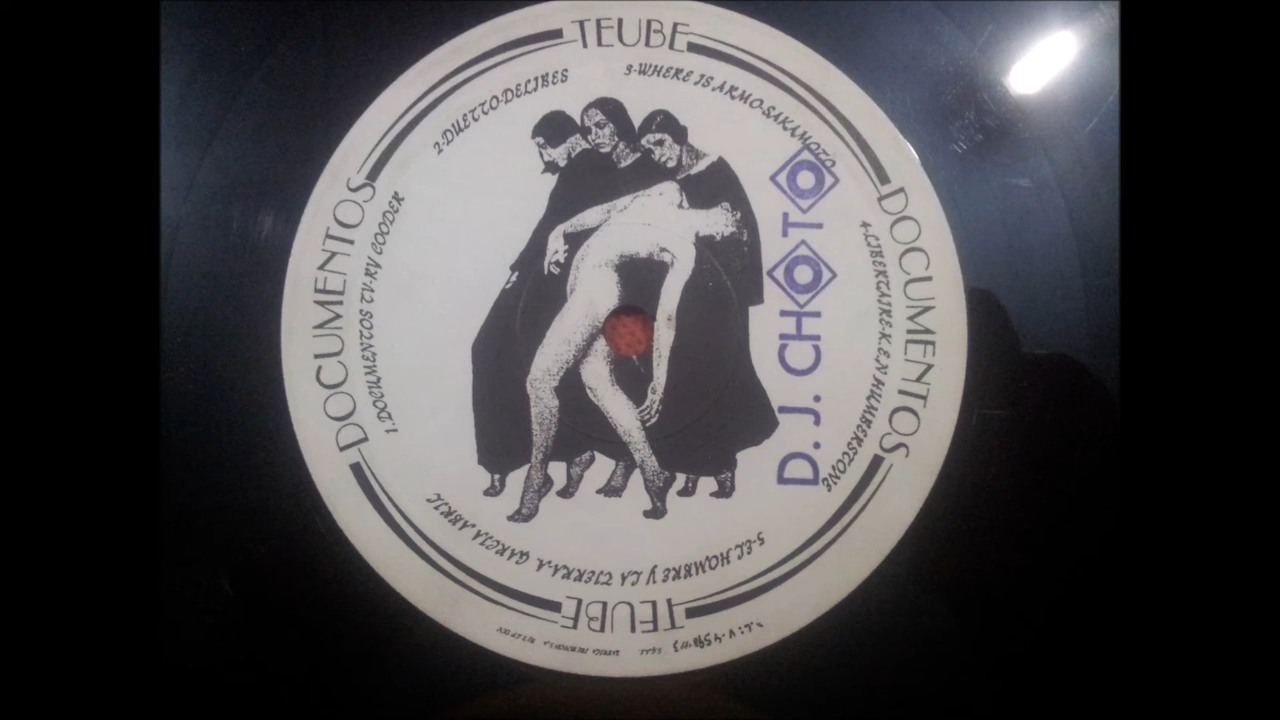 TEUBE
DOCUMENTOS
DOCUMENTOS
TEUBE
1.DOCUMENTOS TV-RY COODER
2-DUETTO-DELIBES
3-WHERE IS ARMO-SAKAMOTO
4-LIBERTAIRE-K.E.N HUMBERSTONE
5-EL HOMBRE Y LA TIERRA-A. GARCIA ABRIL
D.J. CHOTO